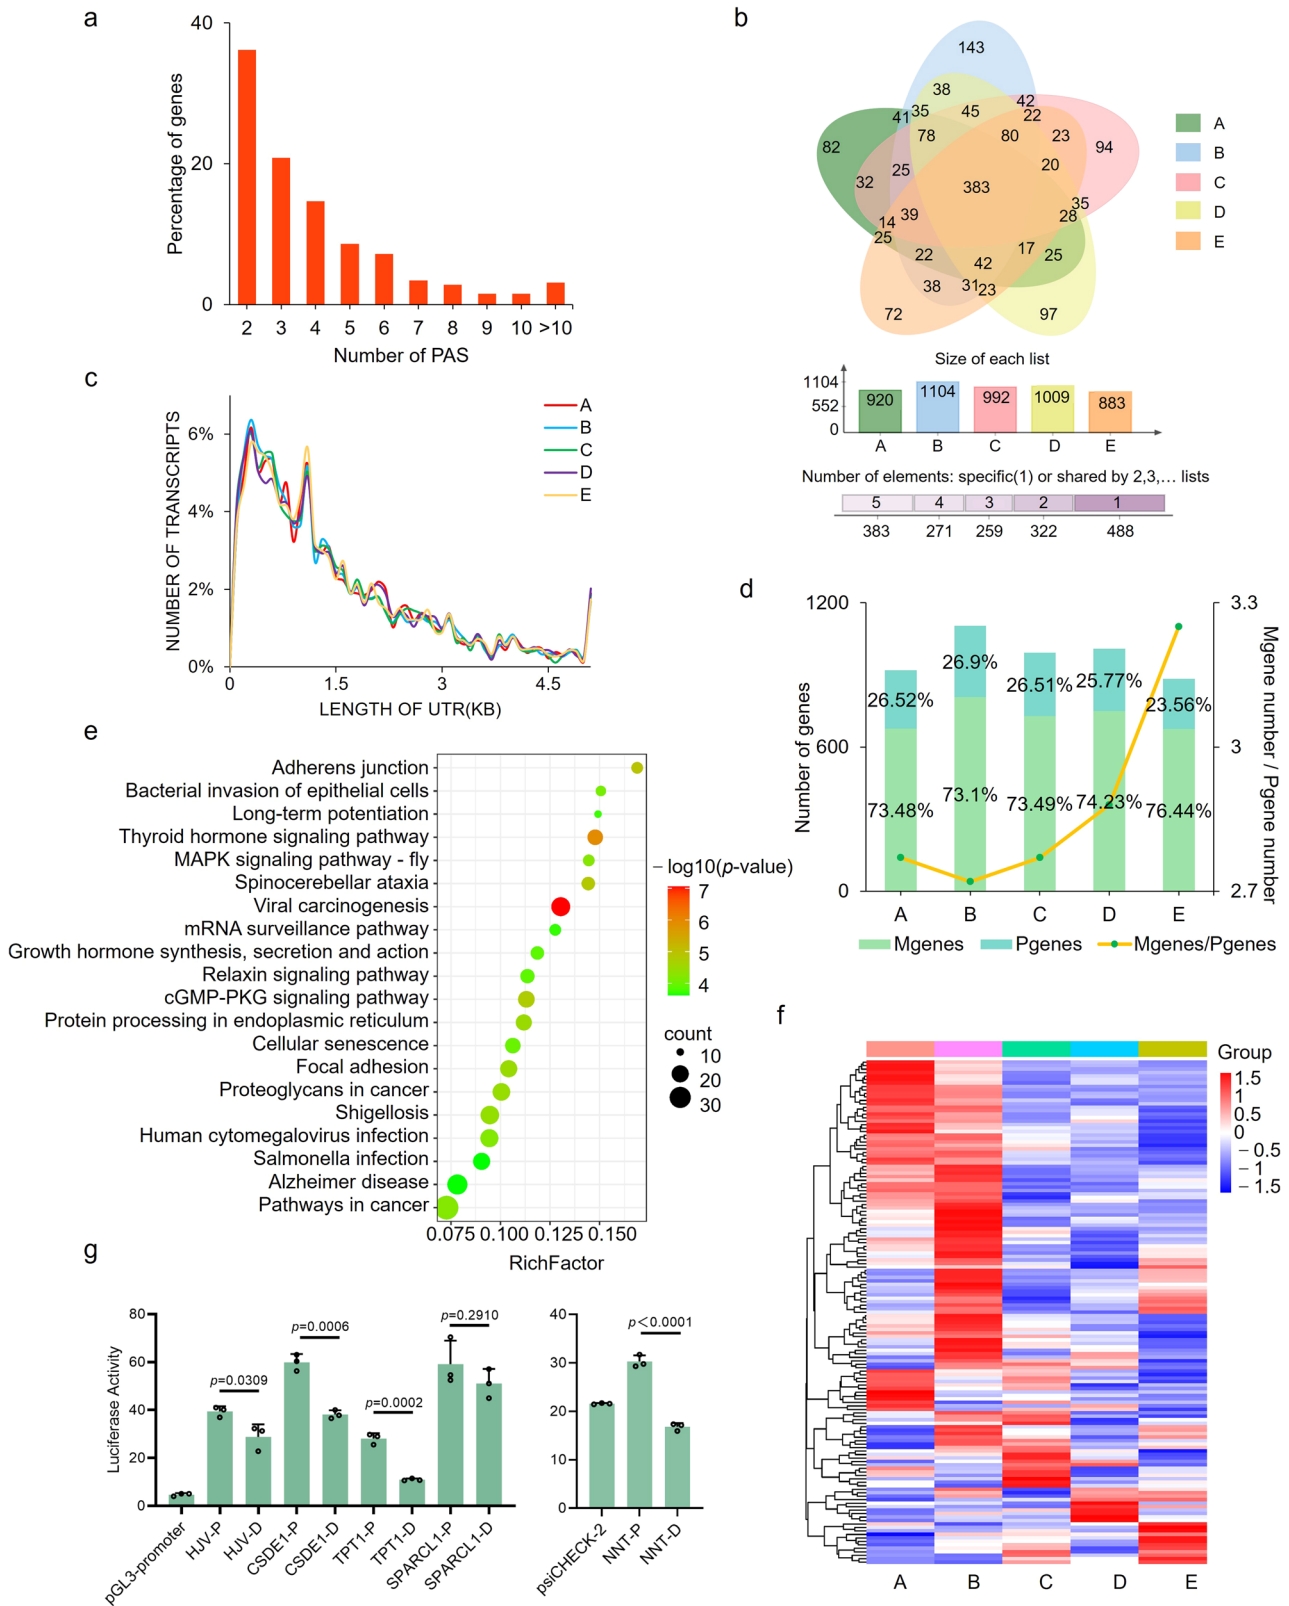 a
40
20
0
Percentage of genes
2 3 4 5 6 7 8 9 10 >10
Number of PAS
b
143
38
42
41 35 45 22
82 78 80 23 94
25 20
32 383
35
14 39 28
25
22 42 17 25
38 31 23
72 97
A
B
C
D
E
Size of each list
1104
552
0
920 1104 992 1009 883
A B C D E
Number of elements: specific(1) or shared by 2,3,... lists
5 4 3 2 1
383 271 259 322 488
c
NUMBER OF TRANSCRIPTS
6%
4%
2%
0%
0 1.5 3 4.5
LENGTH OF UTR(KB)
A
B
C
D
E
d
Number of genes
1200
600
0
26.52% 26.9% 26.51% 25.77% 23.56%
73.48% 73.1% 73.49% 74.23% 76.44%
3.3
3
2.7
Mgene number / Pgene number
A B C D E
Mgenes Pgenes Mgenes/Pgenes
e
Adherens junction
Bacterial invasion of epithelial cells
Long-term potentiation
Thyroid hormone signaling pathway
MAPK signaling pathway - fly
Spinocerebellar ataxia
Viral carcinogenesis
mRNA surveillance pathway
Growth hormone synthesis, secretion and action
Relaxin signaling pathway
cGMP-PKG signaling pathway
Protein processing in endoplasmic reticulum
Cellular senescence
Focal adhesion
Proteoglycans in cancer
Shigellosis
Human cytomegalovirus infection
Salmonella infection
Alzheimer disease
Pathways in cancer
0.075 0.100 0.125 0.150
RichFactor
−log10(p-value)
7
6
5
4
count
10
20
30
f
Group
1.5
1
0.5
0
−0.5
−1
−1.5
A B C D E
g
Luciferase Activity
80
60
40
20
0
p=0.0309
p=0.0006
p=0.0002
p=0.2910
pGL3-promoter
HJV-P
HJV-D
CSDE1-P
CSDE1-D
TPT1-P
TPT1-D
SPARCL1-P
SPARCL1-D
40
30
20
10
0
p<0.0001
psiCHECK-2
NNT-P
NNT-D